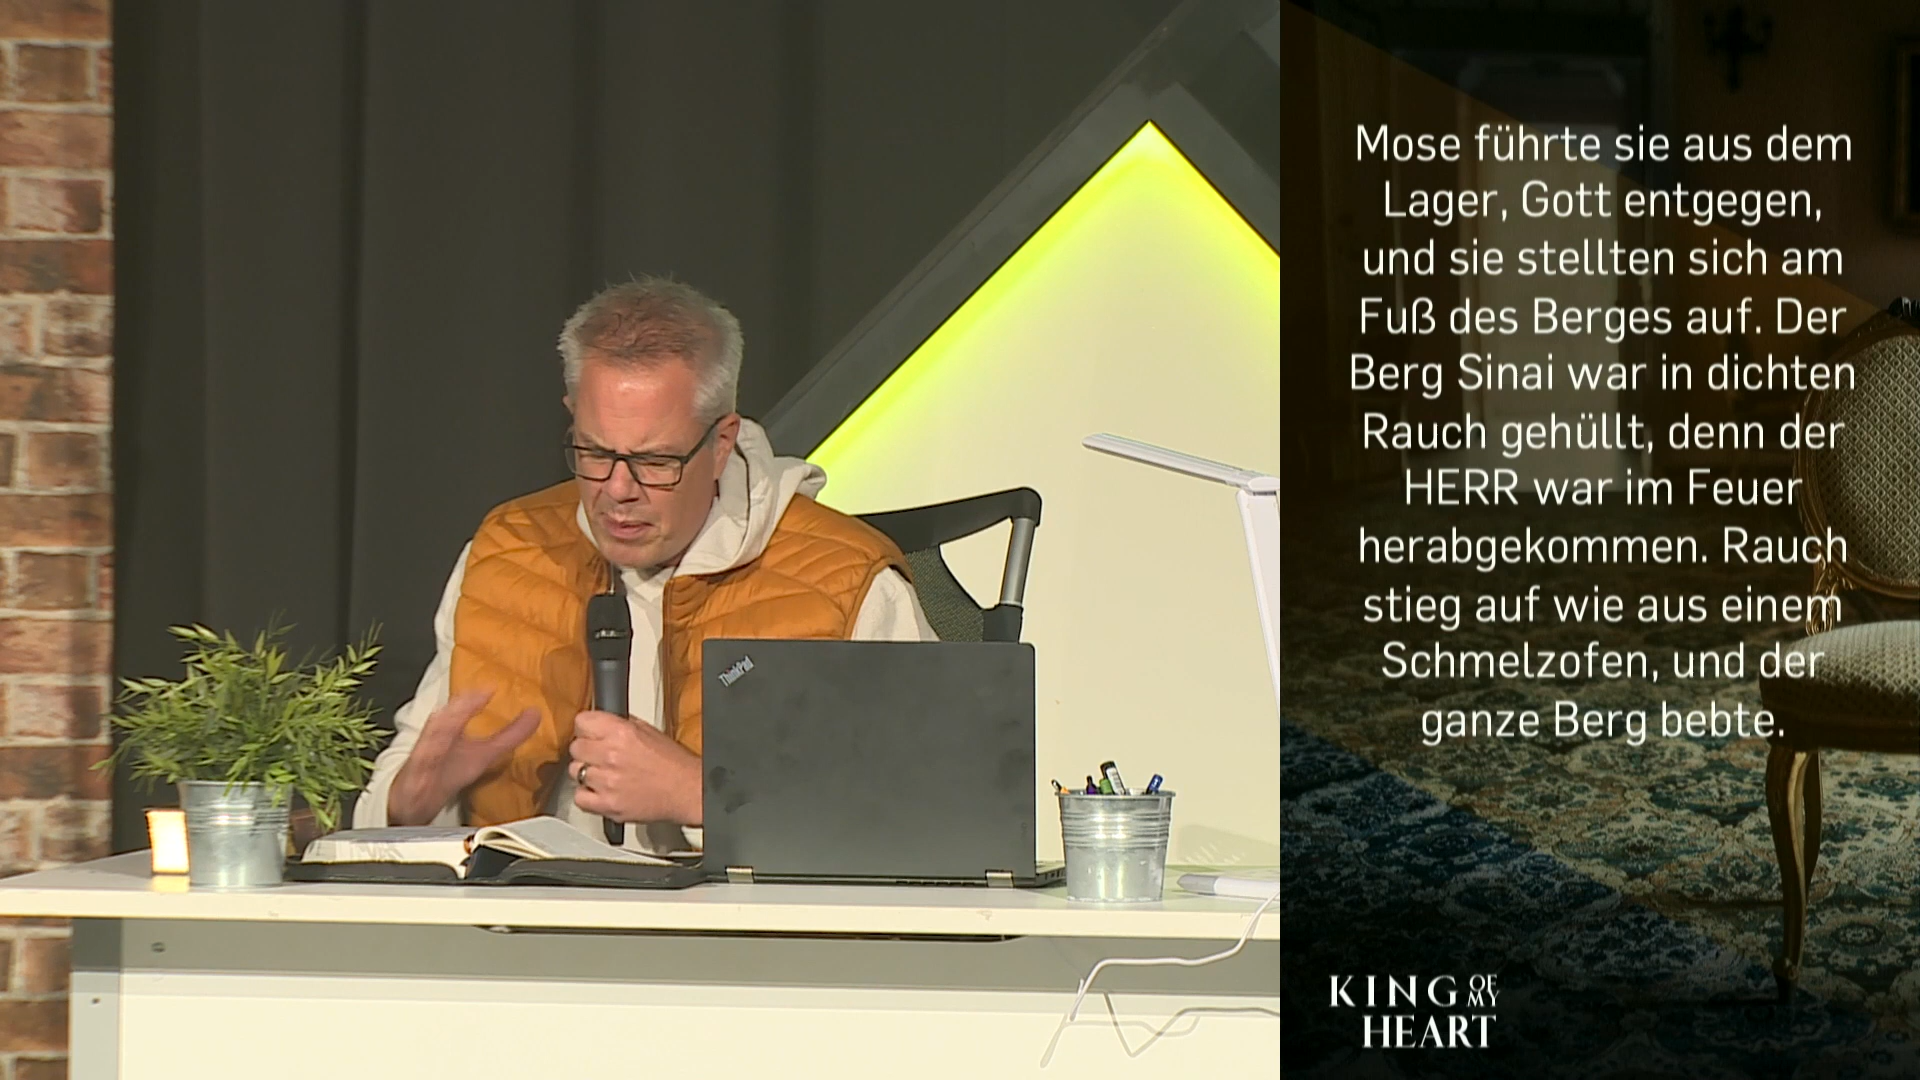 Mose führte sie aus dem
Lager, Gott entgegen,
und sie stellten sich am
Fuß des Berges auf. Der
Berg Sinai war in dichten
Rauch gehüllt, denn der
HERR war im Feuer
herabgekommen. Rauch
stieg auf wie aus einem
Schmelzofen, und der
ganze Berg bebte.
ThinkPad
KING OF MY
HEART